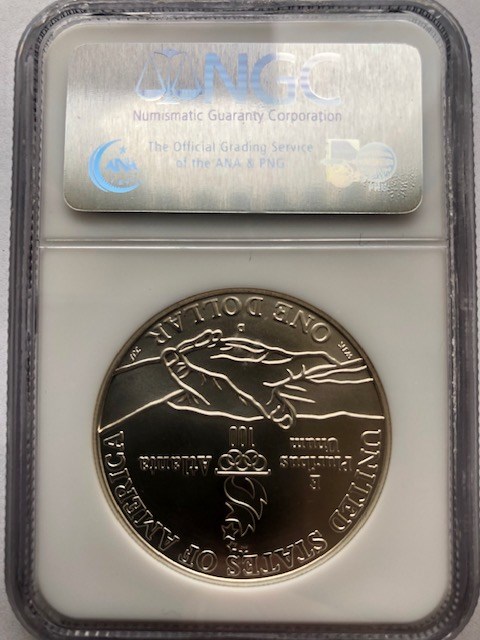 NGC
Numismatic Guaranty Corporation
The Official Grading Service
of the ANA & PNG
ANA
UNITED STATES OF AMERICA
Atlanta
100
E
Pluribus
Unum
D
ONE DOLLAR